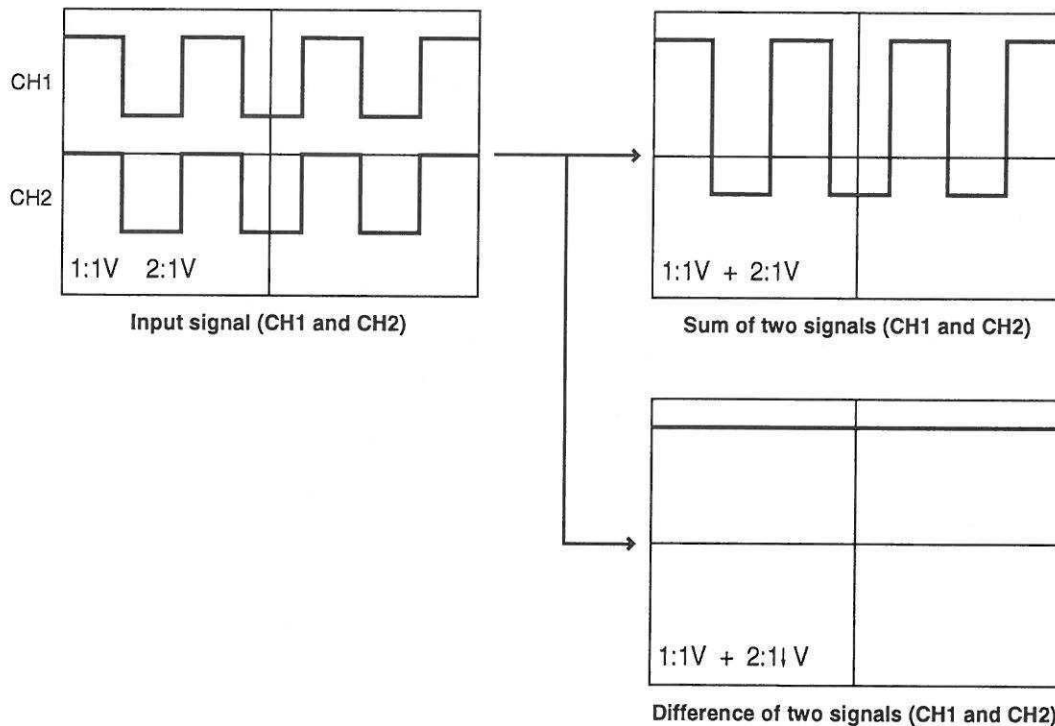 CH1
CH2
1:1V 2:1V
Input signal (CH1 and CH2)
1:1V + 2:1V
Sum of two signals (CH1 and CH2)
1:1V + 2:1↓ V
Difference of two signals (CH1 and CH2)